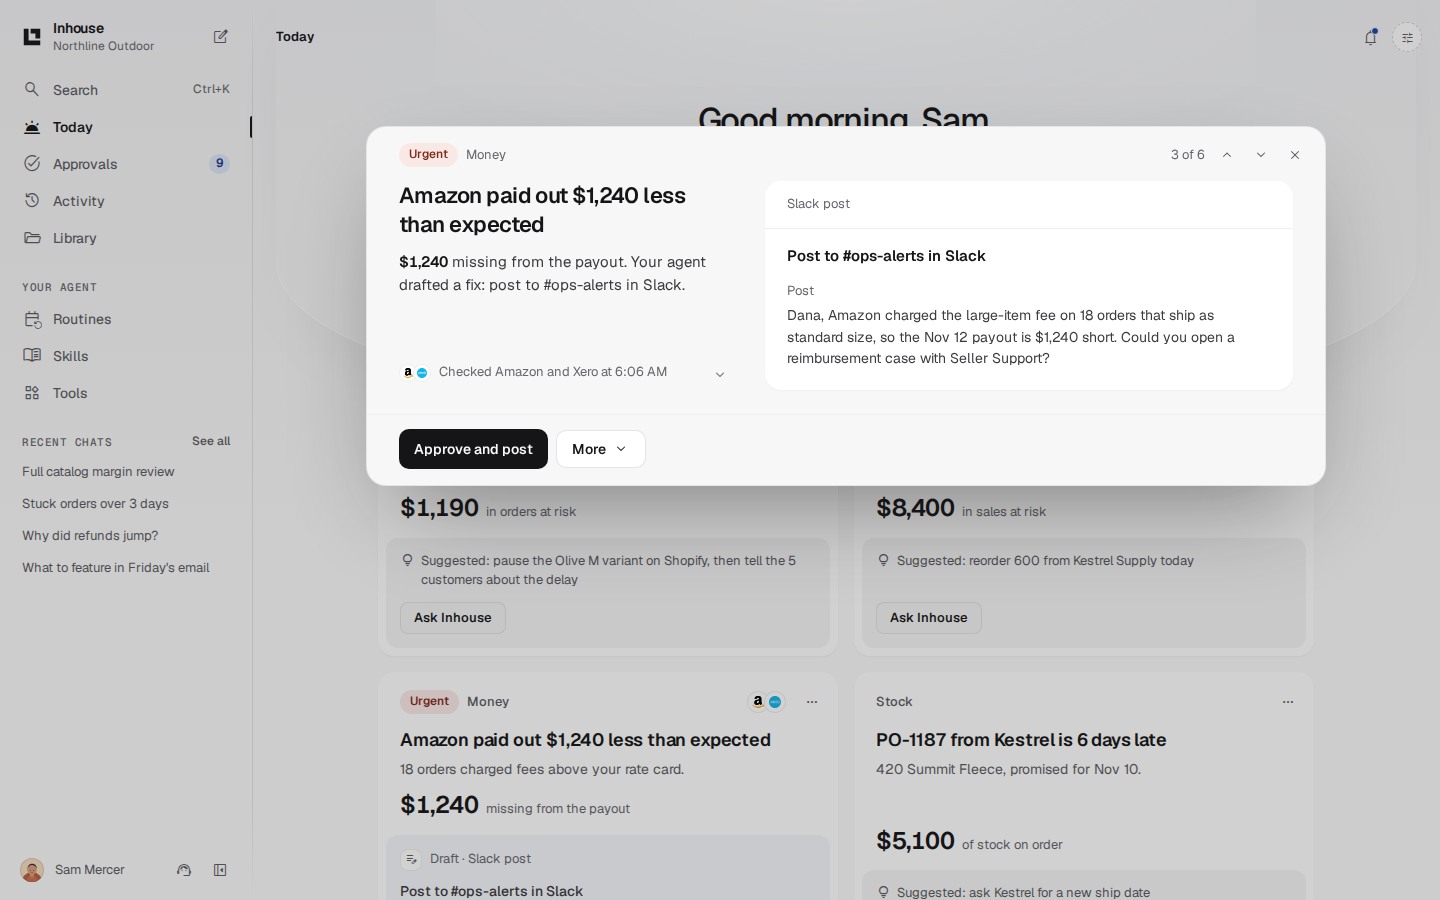 Inhouse
Northline Outdoor
Search
Ctrl+K
Today
Approvals
9
Activity
Library
YOUR AGENT
Routines
Skills
Tools
RECENT CHATS
See all
Full catalog margin review
Stuck orders over 3 days
Why did refunds jump?
What to feature in Friday's email
Sam Mercer
Today
Good morning, Sam
Urgent
Money
3 of 6
Amazon paid out $1,240 less
than expected
$1,240 missing from the payout. Your agent
drafted a fix: post to #ops-alerts in Slack.
Checked Amazon and Xero at 6:06 AM
Slack post
Post to #ops-alerts in Slack
Post
Dana, Amazon charged the large-item fee on 18 orders that ship as
standard size, so the Nov 12 payout is $1,240 short. Could you open a
reimbursement case with Seller Support?
Approve and post
More
$1,190 in orders at risk
Suggested: pause the Olive M variant on Shopify, then tell the 5
customers about the delay
Ask Inhouse
$8,400 in sales at risk
Suggested: reorder 600 from Kestrel Supply today
Ask Inhouse
Urgent
Money
Amazon paid out $1,240 less than expected
18 orders charged fees above your rate card.
$1,240 missing from the payout
Draft · Slack post
Post to #ops-alerts in Slack
Stock
PO-1187 from Kestrel is 6 days late
420 Summit Fleece, promised for Nov 10.
$5,100 of stock on order
Suggested: ask Kestrel for a new ship date